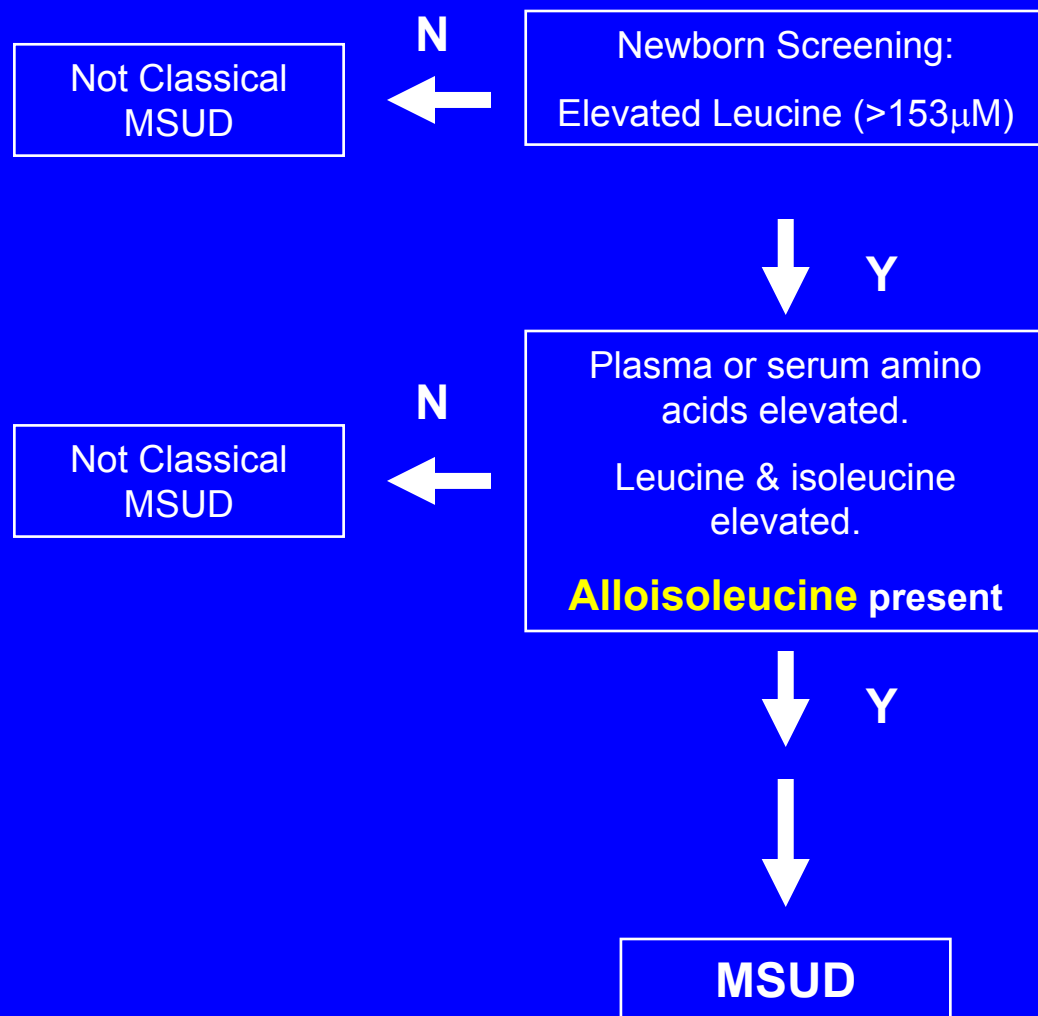 N
Newborn Screening:
Elevated Leucine (>153μM)
Not Classical
MSUD
Y
Plasma or serum amino
acids elevated.
Leucine & isoleucine
elevated.
Alloisoleucine present
N
Not Classical
MSUD
Y
MSUD